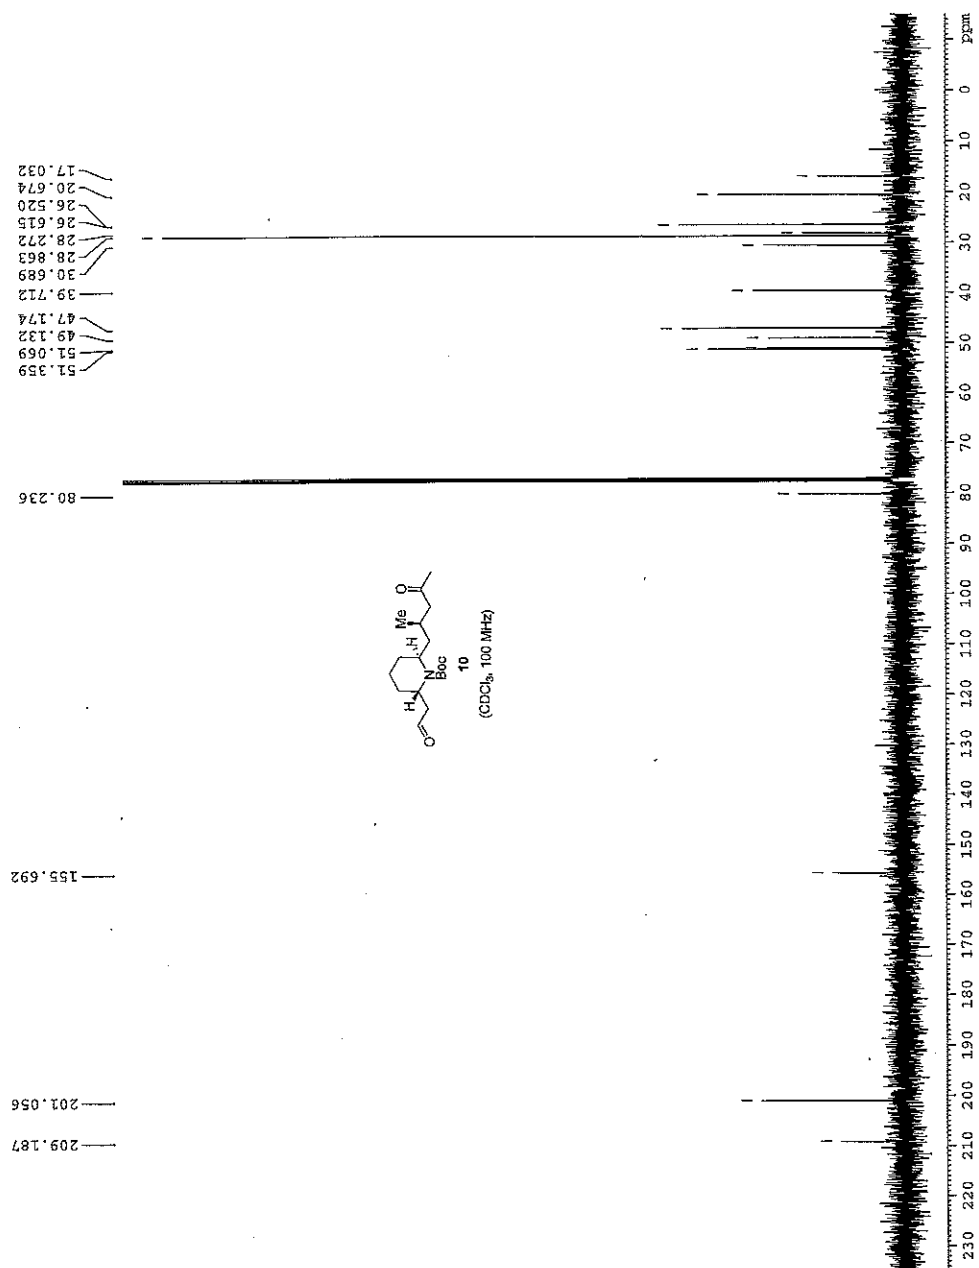 209.187
201.056
155.692
80.236
51.359
51.069
49.132
47.174
39.712
30.689
28.863
28.272
26.615
26.520
20.674
17.032
H
H
Me
O
O
N
Boc
10
(CDCl₃, 100 MHz)
230 220 210 200 190 180 170 160 150 140 130 120 110 100 90 80 70 60 50 40 30 20 10 0 ppm